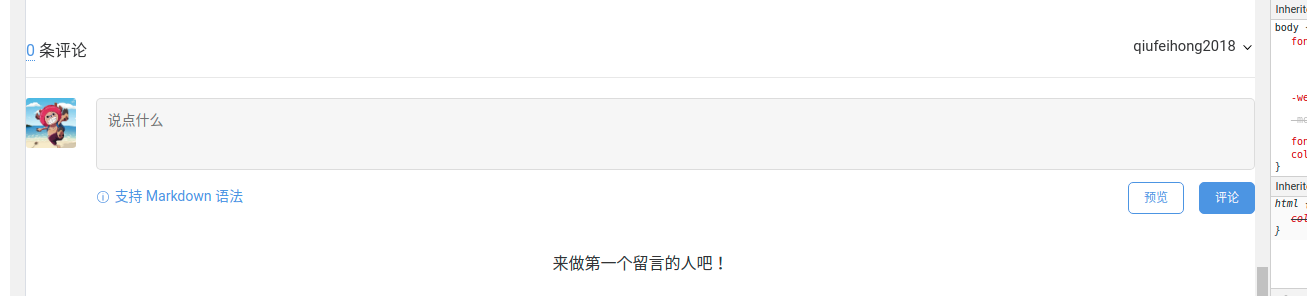 0 条评论
qiufeihong2018
说点什么
支持 Markdown 语法
预览
评论
来做第一个留言的人吧！
Inherit
body
for
-we
for
col
}
Inherit
html
col
}